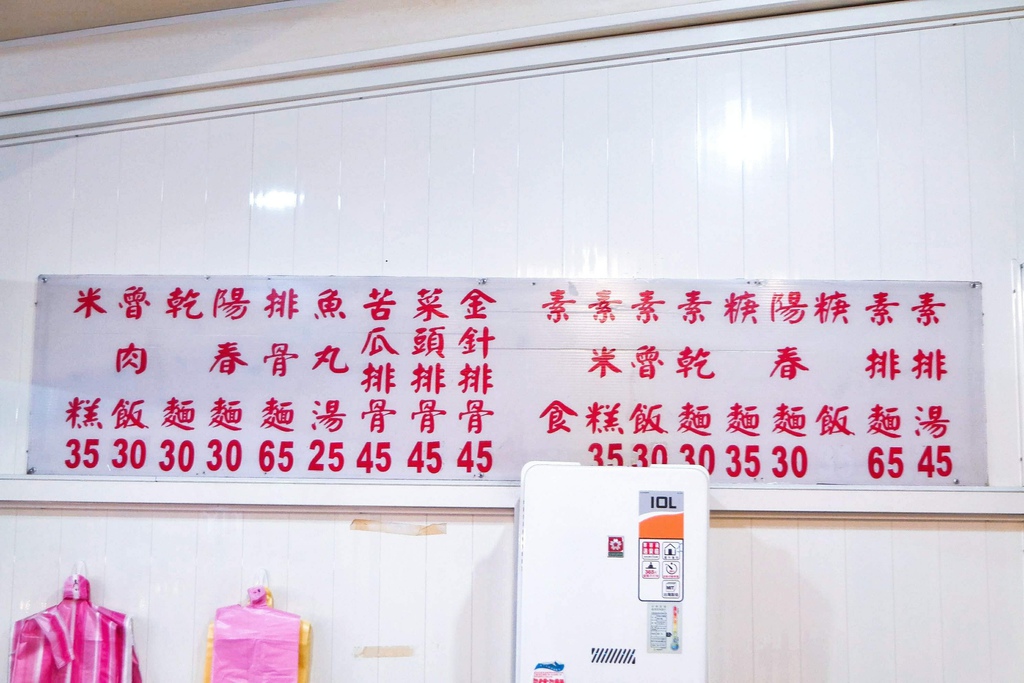 金針排骨 45
菜頭排骨 45
苦瓜排骨 45
魚丸湯 25
排骨麵 65
陽春麵 30
乾麵 30
魯肉飯 30
米糕 35
素排湯 45
素排麵 65
糖飯
陽春麵 30
糖麵 35
素乾麵 30
素魯飯 30
素米糕 35
素食
IOL